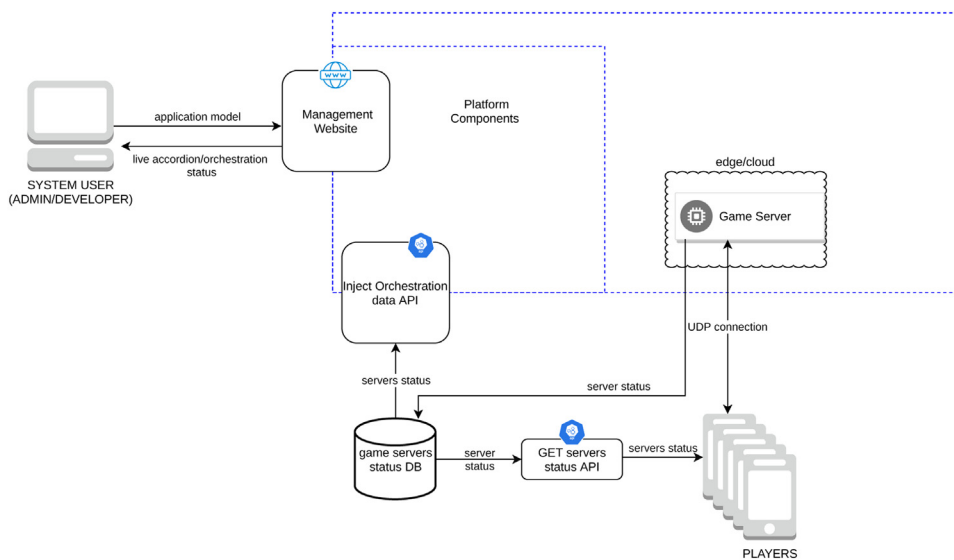 WWW
Management
Website
Platform
Components
application model
live accordion/orchestration
status
SYSTEM USER
(ADMIN/DEVELOPER)
edge/cloud
Game Server
Inject Orchestration
data API
UDP connection
servers status
server status
game servers
status DB
server
status
GET servers
status API
servers status
PLAYERS